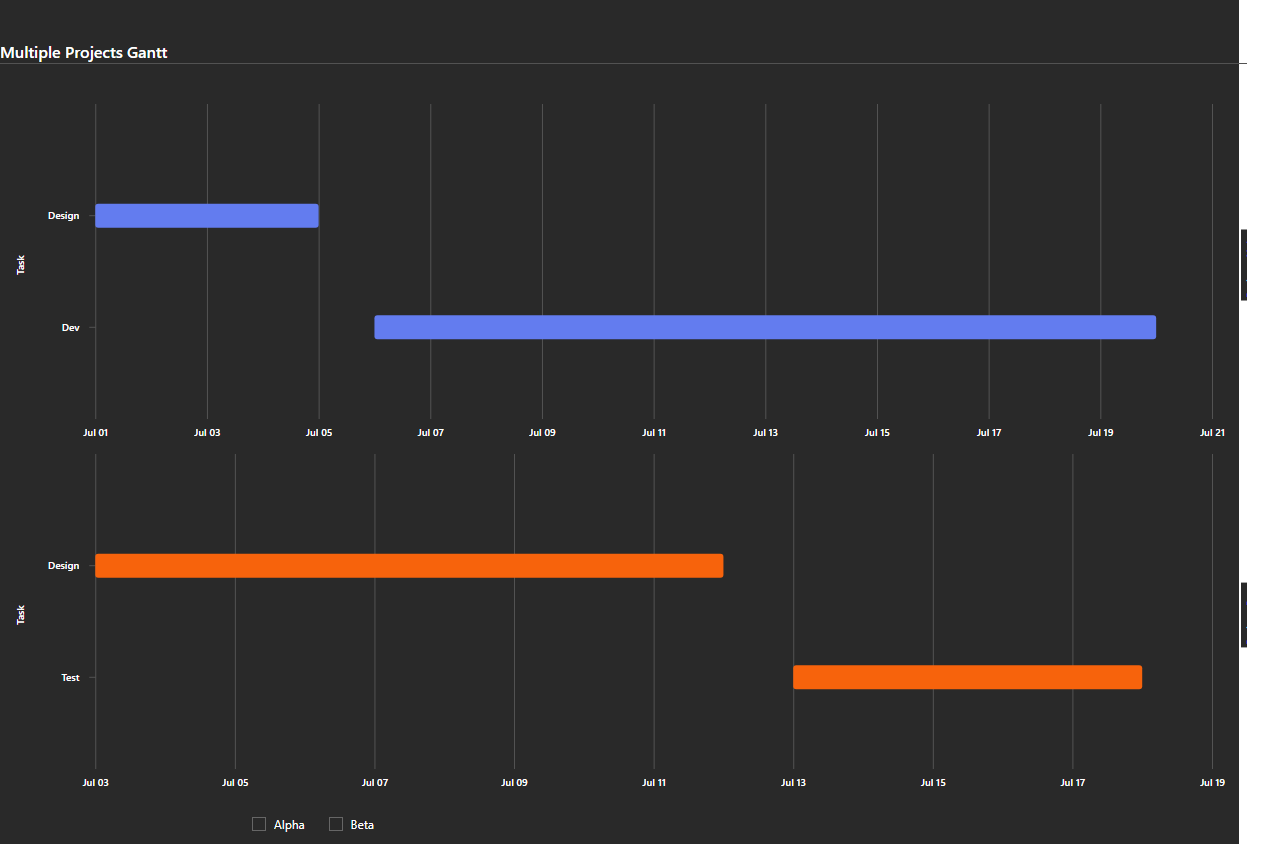 Multiple Projects Gantt
Task
Design
Dev
Jul 01 Jul 03 Jul 05 Jul 07 Jul 09 Jul 11 Jul 13 Jul 15 Jul 17 Jul 19 Jul 21
Task
Design
Test
Jul 03 Jul 05 Jul 07 Jul 09 Jul 11 Jul 13 Jul 15 Jul 17 Jul 19
Alpha Beta